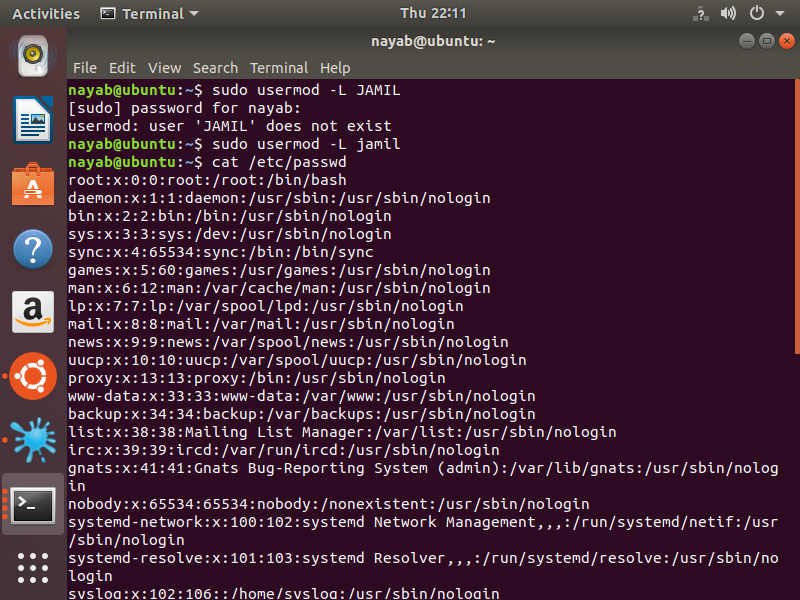 Activities Terminal Thu 22:11
nayab@ubuntu: ~
File Edit View Search Terminal Help
nayab@ubuntu:~$ sudo usermod -L JAMIL
[sudo] password for nayab:
usermod: user 'JAMIL' does not exist
nayab@ubuntu:~$ sudo usermod -L jamil
nayab@ubuntu:~$ cat /etc/passwd
root:x:0:0:root:/root:/bin/bash
daemon:x:1:1:daemon:/usr/sbin:/usr/sbin/nologin
bin:x:2:2:bin:/bin:/usr/sbin/nologin
sys:x:3:3:sys:/dev:/usr/sbin/nologin
sync:x:4:65534:sync:/bin:/bin/sync
games:x:5:60:games:/usr/games:/usr/sbin/nologin
man:x:6:12:man:/var/cache/man:/usr/sbin/nologin
lp:x:7:7:lp:/var/spool/lpd:/usr/sbin/nologin
mail:x:8:8:mail:/var/mail:/usr/sbin/nologin
news:x:9:9:news:/var/spool/news:/usr/sbin/nologin
uucp:x:10:10:uucp:/var/spool/uucp:/usr/sbin/nologin
proxy:x:13:13:proxy:/bin:/usr/sbin/nologin
www-data:x:33:33:www-data:/var/www:/usr/sbin/nologin
backup:x:34:34:backup:/var/backups:/usr/sbin/nologin
list:x:38:38:Mailing List Manager:/var/list:/usr/sbin/nologin
irc:x:39:39:ircd:/var/run/ircd:/usr/sbin/nologin
gnats:x:41:41:Gnats Bug-Reporting System (admin):/var/lib/gnats:/usr/sbin/nolog
in
nobody:x:65534:65534:nobody:/nonexistent:/usr/sbin/nologin
systemd-network:x:100:102:systemd Network Management,,,:/run/systemd/netif:/usr
/sbin/nologin
systemd-resolve:x:101:103:systemd Resolver,,,:/run/systemd/resolve:/usr/sbin/no
login
syslog:x:102:106::/home/syslog:/usr/sbin/nologin